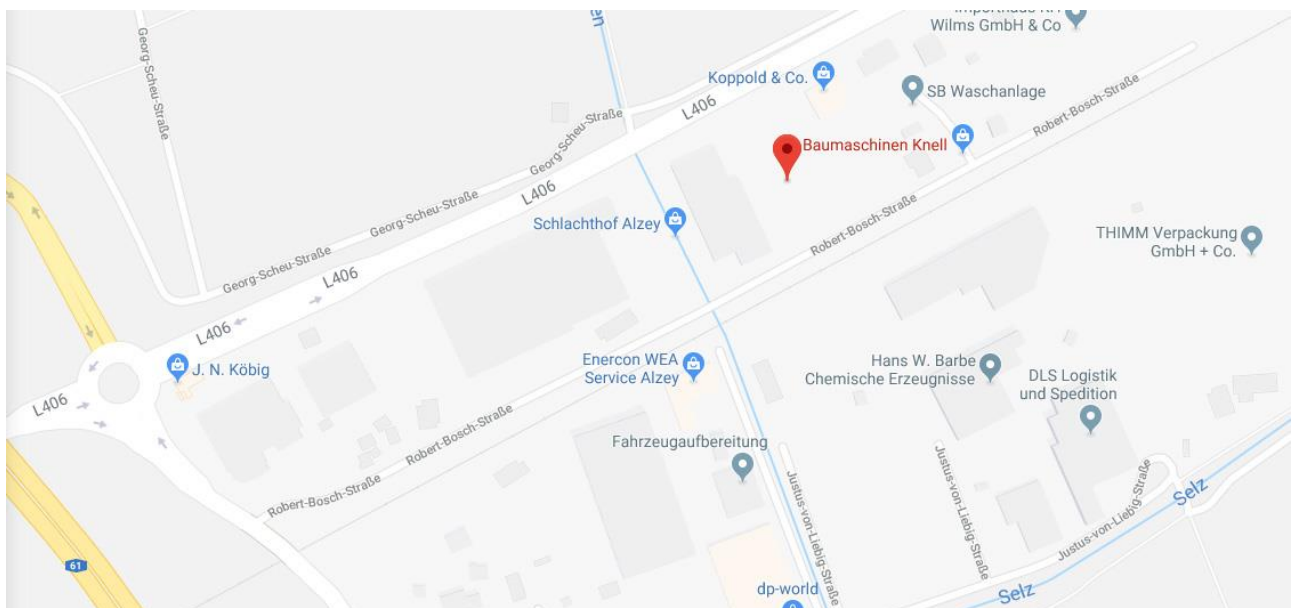 Wilms GmbH & Co
Georg-Scheu-Straße
Koppold & Co.
SB Waschanlage
Robert-Bosch-Straße
L406
Georg-Scheu-Straße
Baumaschinen Knell
L406
Georg-Scheu-Straße
Schlachthof Alzey
Robert-Bosch-Straße
THIMM Verpackung
GmbH + Co.
Georg-Scheu-Straße
L406
L406
J. N. Köbig
Enercon WEA
Service Alzey
Hans W. Barbe
Chemische Erzeugnisse
DLS Logistik
und Spedition
L406
Robert-Bosch-Straße
Fahrzeugaufbereitung
Robert-Bosch-Straße
Justus-von-Liebig-Straße
Justus-von-Liebig-Straße
Justus-von-Liebig-Straße
Selz
61
dp-world
Selz